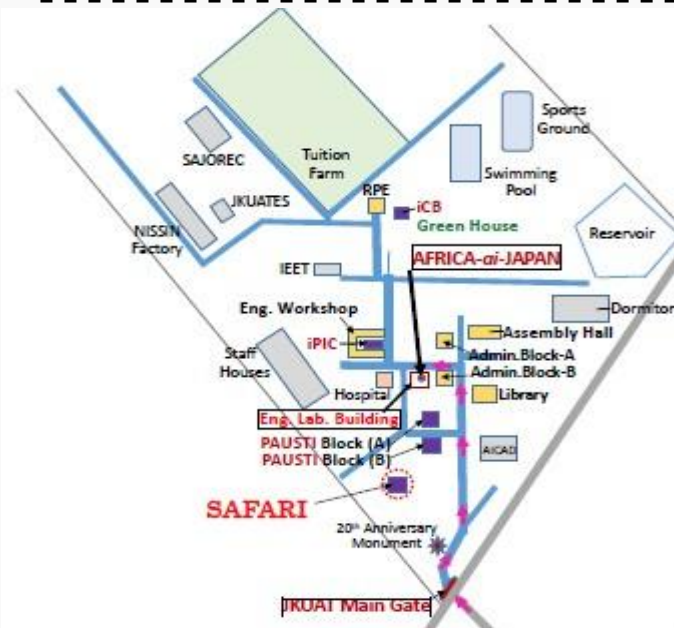 Sports
Ground
SAJOREC
Tuition
Farm
Swimming
Pool
RPE
JKUATES
iCB
Green House
NISSIN
Factory
Reservoir
AFRICA-ai-JAPAN
IEET
Eng. Workshop
Dormitor
Assembly Hall
iPIC
Staff
Houses
Admin.Block-A
Admin.Block-B
Hospital
Library
Eng. Lab. Building
PAUSTI Block (A)
PAUSTI Block (B)
AICAD
SAFARI
20th Anniversary
Monument
JKUAT Main Gate